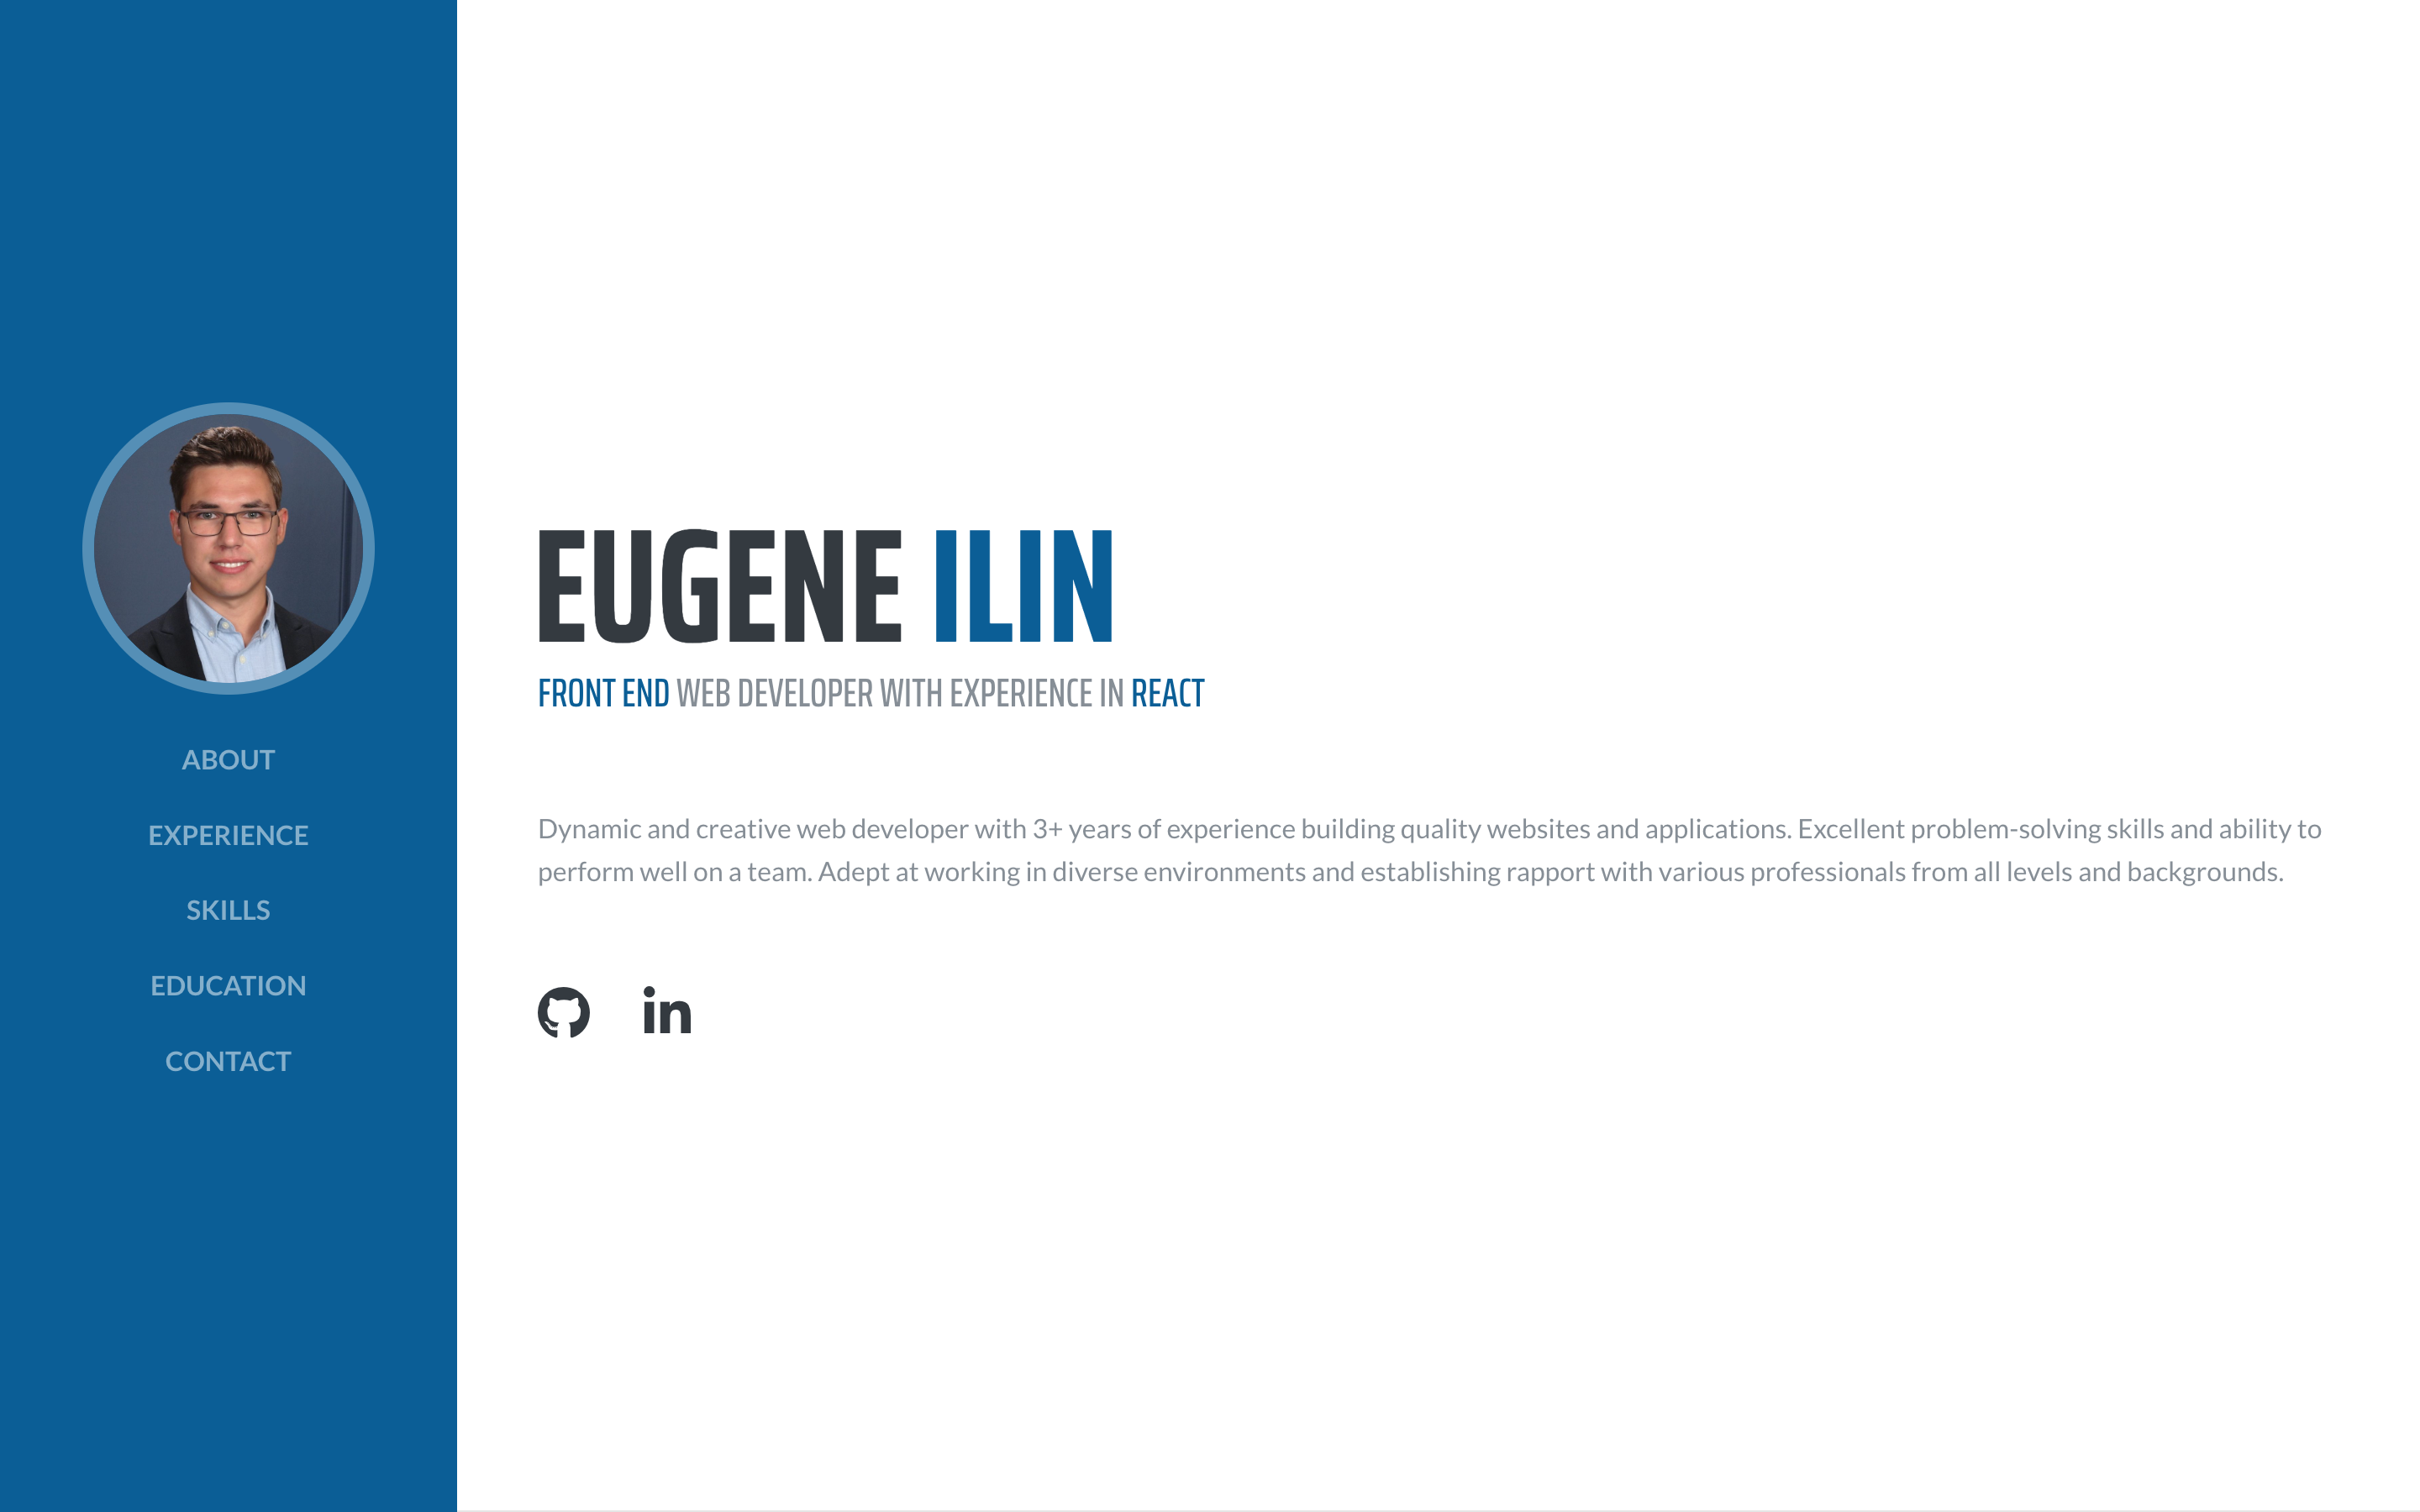 ABOUT
EXPERIENCE
SKILLS
EDUCATION
CONTACT
EUGENE ILIN
FRONT END WEB DEVELOPER WITH EXPERIENCE IN REACT
Dynamic and creative web developer with 3+ years of experience building quality websites and applications. Excellent problem-solving skills and ability to
perform well on a team. Adept at working in diverse environments and establishing rapport with various professionals from all levels and backgrounds.
in